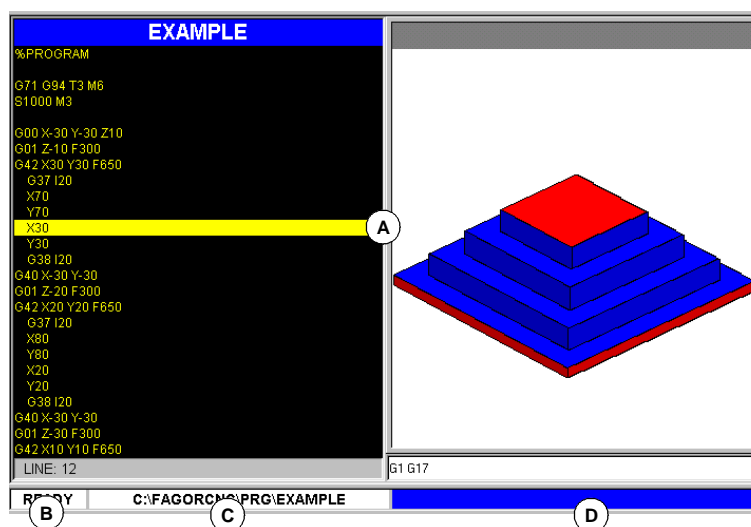 EXAMPLE
%PROGRAM
G71 G94 T3 M6
S1000 M3
G00 X-30 Y-30 Z10
G01 Z-10 F300
G42 X30 Y30 F650
G37 I20
X70
Y70
X30
Y30
G38 I20
G40 X-30 Y-30
G01 Z-20 F300
G42 X20 Y20 F650
G37 I20
X80
Y80
X20
Y20
G38 I20
G40 X-30 Y-30
G01 Z-30 F300
G42 X10 Y10 F650
LINE: 12
A
G1 G17
READY
C:\FAGORCNC\PRG\EXAMPLE
B
C
D